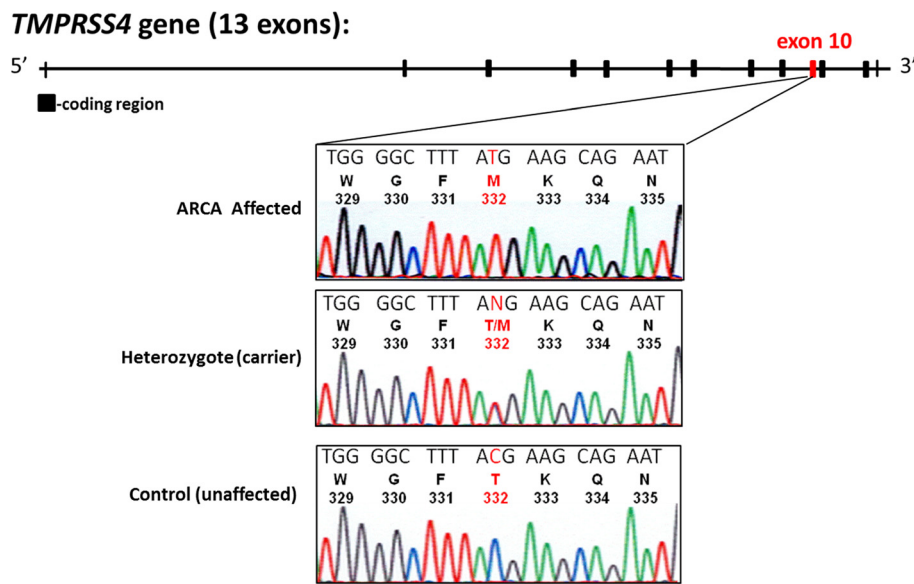 TMPRSS4 gene (13 exons):
exon 10
5’ 3’
-coding region
TGG GGC TTT ATG AAG CAG AAT
W G F M K Q N
329 330 331 332 333 334 335
ARCA Affected
TGG GGC TTT ANG AAG CAG AAT
W G F T/M K Q N
329 330 331 332 333 334 335
Heterozygote (carrier)
TGG GGC TTT ACG AAG CAG AAT
W G F T K Q N
329 330 331 332 333 334 335
Control (unaffected)